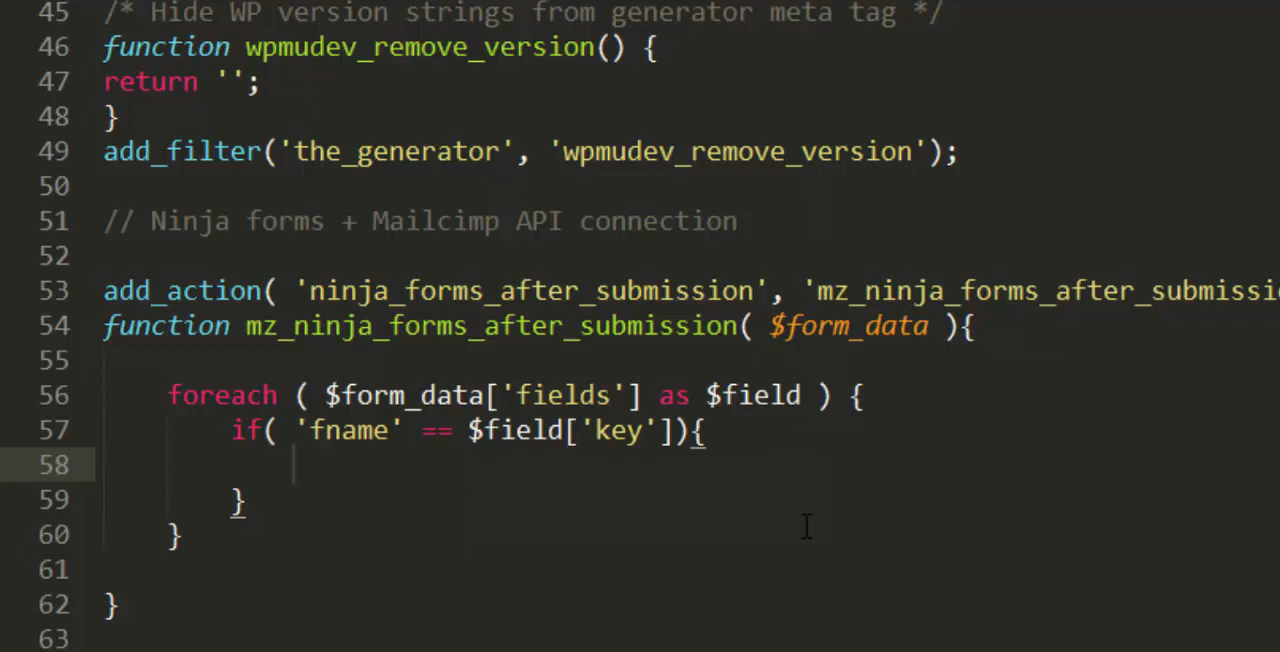 45 /* Hide WP version strings from generator meta tag */
46 function wpmudev_remove_version() {
47 return '';
48 }
49 add_filter('the_generator', 'wpmudev_remove_version');
50
51 // Ninja forms + Mailcimp API connection
52
53 add_action( 'ninja_forms_after_submission', 'mz_ninja_forms_after_submissi
54 function mz_ninja_forms_after_submission( $form_data ){
55
56 foreach ( $form_data['fields'] as $field ) {
57 if( 'fname' == $field['key']){
58
59 }
60 }
61
62 }
63